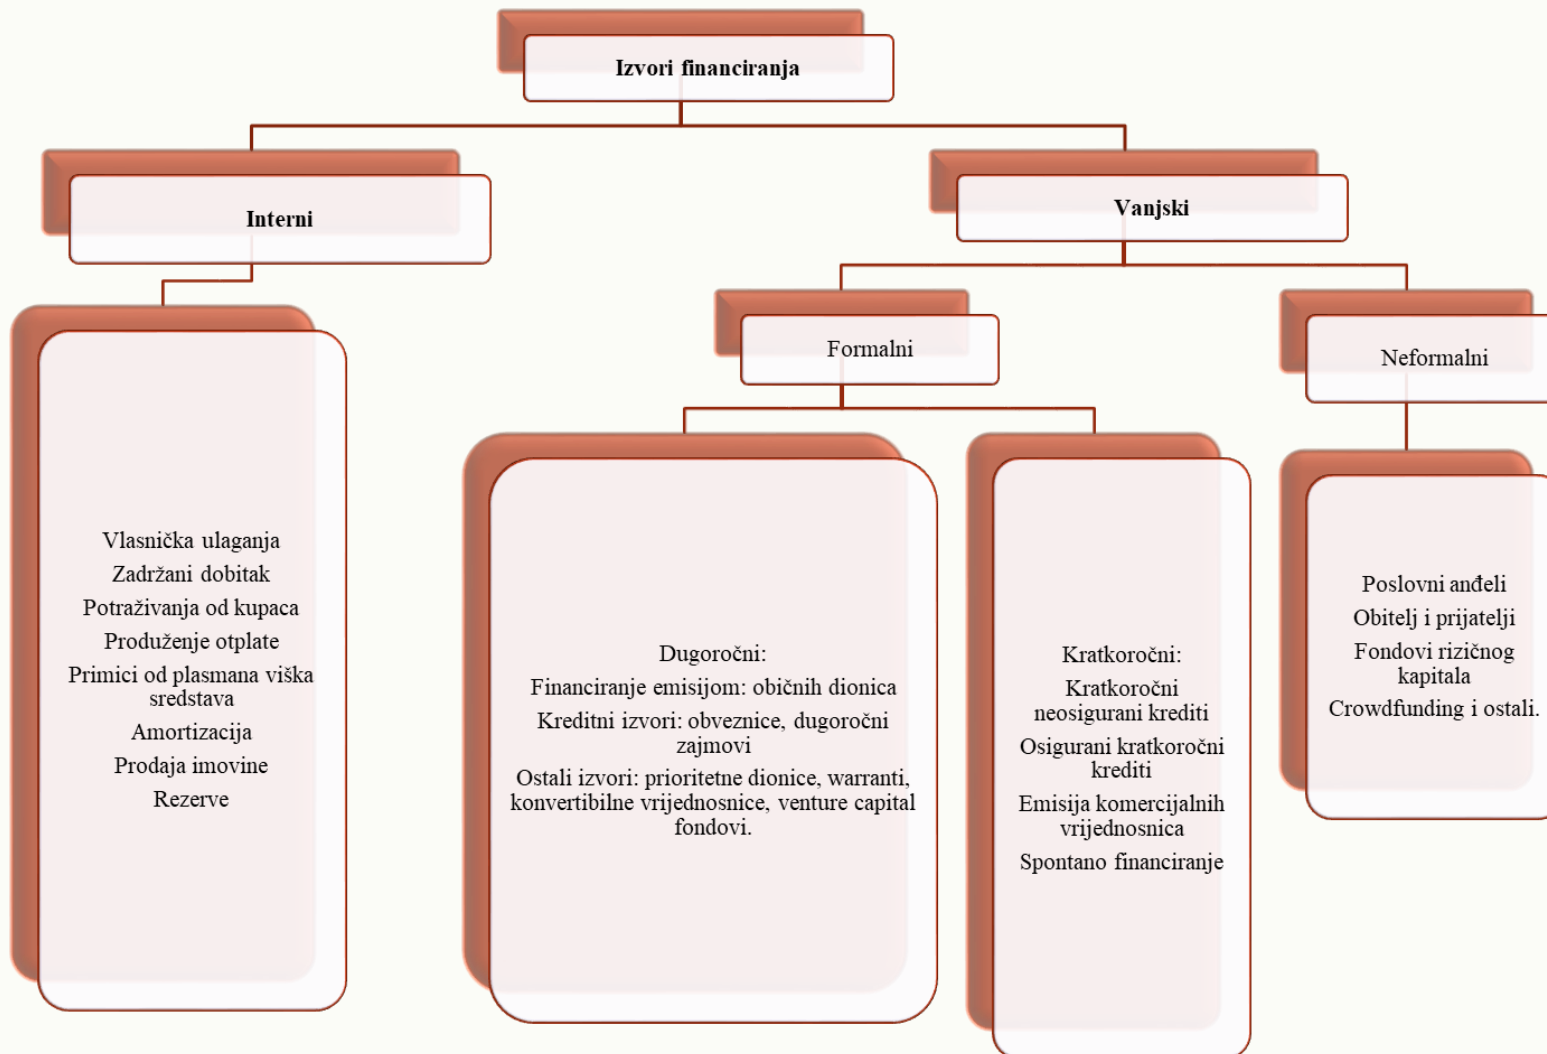 Izvori financiranja
Interni
Vanjski
Formalni
Neformalni
Vlasnička ulaganja
Zadržani dobitak
Potraživanja od kupaca
Produženje otplate
Primici od plasmana viška
sredstava
Amortizacija
Prodaja imovine
Rezerve
Dugoročni:
Financiranje emisijom: običnih dionica
Kreditni izvori: obveznice, dugoročni
zajmovi
Ostali izvori: prioritetne dionice, warranti,
konvertibilne vrijednosnice, venture capital
fondovi.
Kratkoročni:
Kratkoročni
neosigurani krediti
Osigurani kratkoročni
krediti
Emisija komercijalnih
vrijednosnica
Spontano financiranje
Poslovni anđeli
Obitelj i prijatelji
Fondovi rizičnog
kapitala
Crowdfunding i ostali.